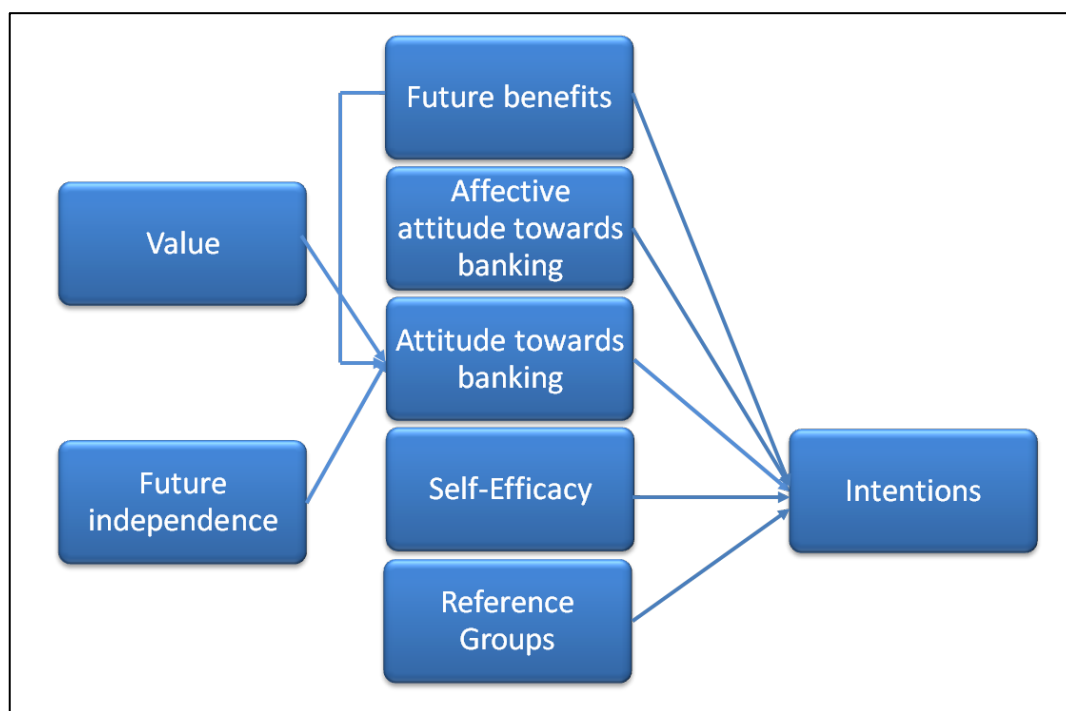 Future benefits
Affective
attitude towards
banking
Value
Attitude towards
banking
Future
independence
Self-Efficacy
Intentions
Reference
Groups